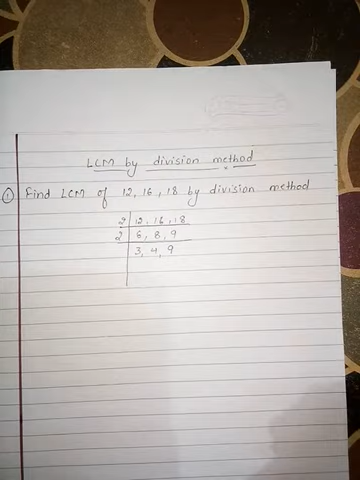 LCM by division method
① Find LCM of 12, 16, 18 by division method
2 | 12, 16, 18
2 | 6, 8, 9
| 3, 4, 9